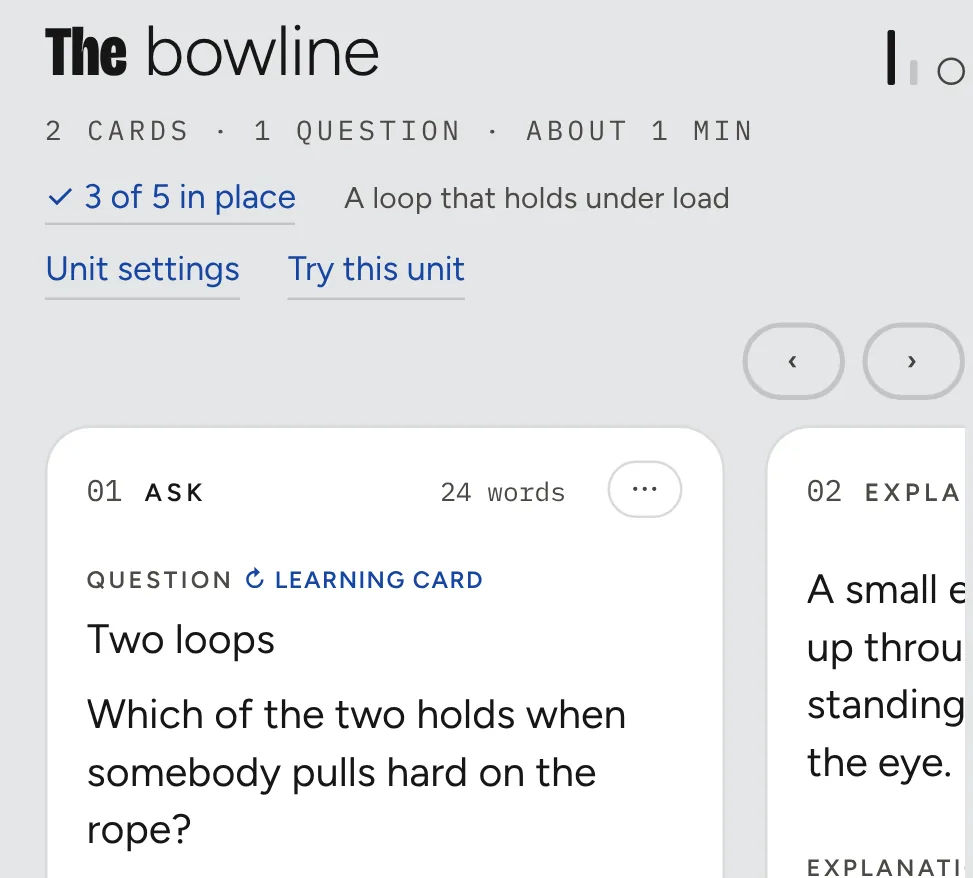 The bowline
2 CARDS · 1 QUESTION · ABOUT 1 MIN
✓ 3 of 5 in place
A loop that holds under load
Unit settings
Try this unit
‹
›
01 ASK
24 words
···
QUESTION ↻ LEARNING CARD
Two loops
Which of the two holds when
somebody pulls hard on the
rope?
02
A small
up
standing
the eye.